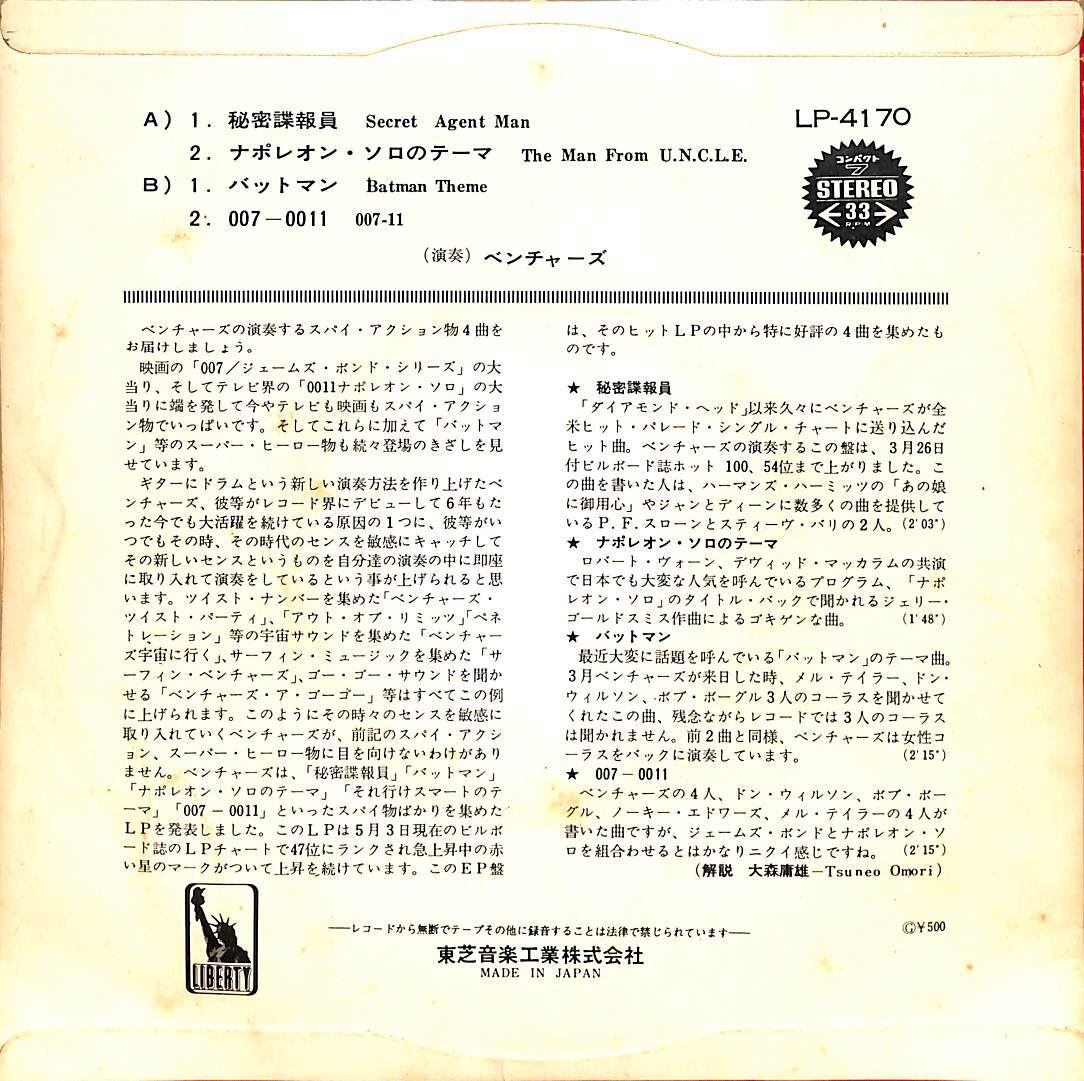 A) 1. 秘密諜報員 Secret Agent Man
2. ナポレオン・ソロのテーマ The Man From U.N.C.L.E.
B) 1. バットマン Batman Theme
2. 007－0011 007-11
(演奏) ベンチャーズ
LP-4170
コンパクト
7
STEREO
33
R.P.M
ベンチャーズの演奏するスパイ・アクション物4曲を
お届けしましょう。
映画の「007／ジェームズ・ボンド・シリーズ」の大
当り、そしてテレビ界の「0011ナポレオン・ソロ」の大
当りに端を発して今やテレビも映画もスパイ・アクショ
ン物でいっぱいです。そしてこれらに加えて「バットマ
ン」等のスーパー・ヒーロー物も続々登場のきざしを見
せています。
ギターにドラムという新しい演奏方法を作り上げたベ
ンチャーズ、彼等がレコード界にデビューして6年もた
った今でも大活躍を続けている原因の1つに、彼等がい
つでもその時、その時代のセンスを敏感にキャッチして
その新しいセンスというものを自分達の演奏の中に即座
に取り入れて演奏をしているという事が上げられると思
います。ツイスト・ナンバーを集めた「ベンチャーズ・
ツイスト・パーティ」、「アウト・オブ・リミッツ」「ペネ
トレーション」等の宇宙サウンドを集めた「ベンチャー
ズ宇宙に行く」、サーフィン・ミュージックを集めた「サ
ーフィン・ベンチャーズ」、ゴー・ゴー・サウンドを聞か
せる「ベンチャーズ・ア・ゴーゴー」等はすべてこの例
に上げられます。このようにその時々のセンスを敏感に
取り入れていくベンチャーズが、前記のスパイ・アクシ
ョン、スーパー・ヒーロー物に目を向けないわけがあり
ません。ベンチャーズは、「秘密諜報員」「バットマン」
「ナポレオン・ソロのテーマ」「それ行けスマートのテ
ーマ」「007－0011」といったスパイ物ばかりを集めた
LPを発表しました。このLPは5月3日現在のビルボ
ード誌のLPチャートで47位にランクされ急上昇中の赤
い星のマークがついて上昇を続けています。このEP盤
は、そのヒットLPの中から特に好評の4曲を集めたも
のです。
★ 秘密諜報員
「ダイアモンド・ヘッド」以来久々にベンチャーズが全
米ヒット・パレード・シングル・チャートに送り込んだ
ヒット曲。ベンチャーズの演奏するこの盤は、3月26日
付ビルボード誌ホット 100、54位まで上がりました。こ
の曲を書いた人は、ハーマンズ・ハーミッツの「あの娘
に御用心」やジャンとディーンに数多くの曲を提供して
いるP.F.スローンとスティーヴ・バリの2人。(2'03")
★ ナポレオン・ソロのテーマ
ロバート・ヴォーン、デヴィッド・マッカラムの共演
で日本でも大変な人気を呼んでいるプログラム、「ナポ
レオン・ソロ」のタイトル・バックで聞かれるジェリー・
ゴールドスミス作曲によるゴキゲンな曲。 (1'48")
★ バットマン
最近大変に話題を呼んでいる「バットマン」のテーマ曲。
3月ベンチャーズが来日した時、メル・テイラー、ドン・
ウィルソン、ボブ・ボーグル3人のコーラスを聞かせて
くれたこの曲、残念ながらレコードでは3人のコーラス
は聞かれません。前2曲と同様、ベンチャーズは女性コ
ーラスをバックに演奏しています。 (2'15")
★ 007－0011
ベンチャーズの4人、ドン・ウィルソン、ボブ・ボー
グル、ノーキー・エドワーズ、メル・テイラーの4人が
書いた曲ですが、ジェームズ・ボンドとナポレオン・ソ
ロを組合わせるとはかなりニクイ感じですね。 (2'15")
(解説 大森庸雄－Tsuneo Omori)
LIBERTY
──レコードから無断でテープその他に録音することは法律で禁じられています──
東芝音楽工業株式会社
MADE IN JAPAN
Ⓖ￥500